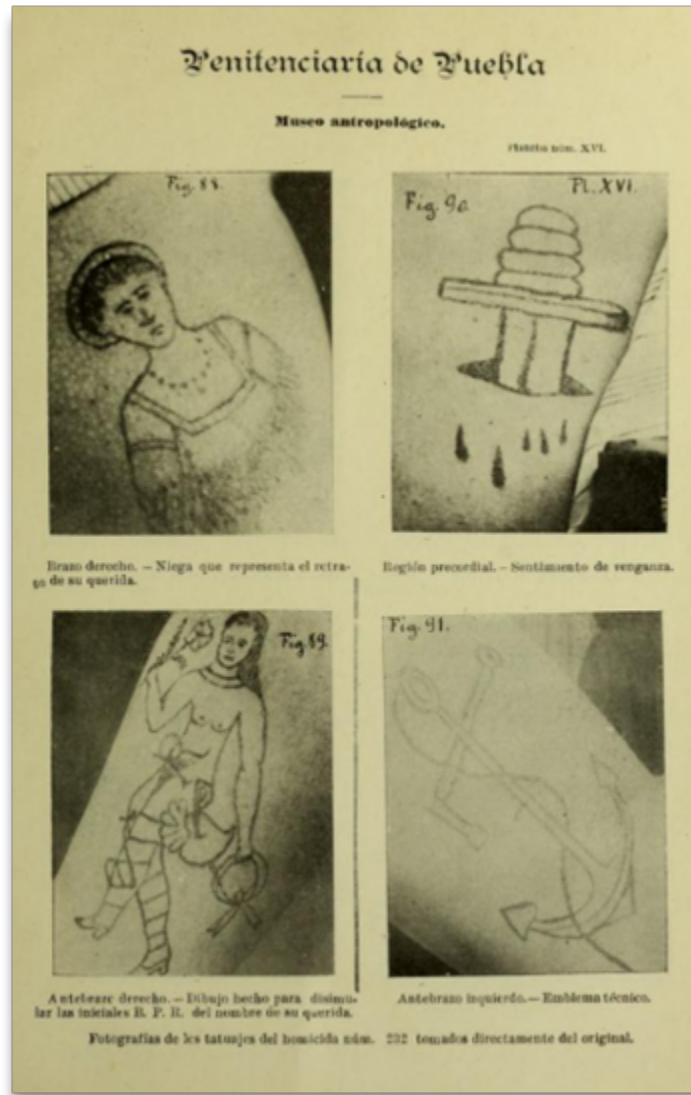 Penitenciaría de Puebla
Museo antropológico.
núm. XVI.
Fig. 88.
Fig. 90
Pl. XVI
Brazo derecho. — Niega que representa el retra-
to de su querida.
Región precordial. — Sentimiento de venganza.
Fig. 89.
Fig. 91.
Antebrazo derecho. — Dibujo hecho para disimu-
lar las iniciales R. P. R. del nombre de su querida.
Antebrazo izquierdo. — Emblema técnico.
Fotografías de los tatuajes del homicida núm. 232 tomados directamente del original.